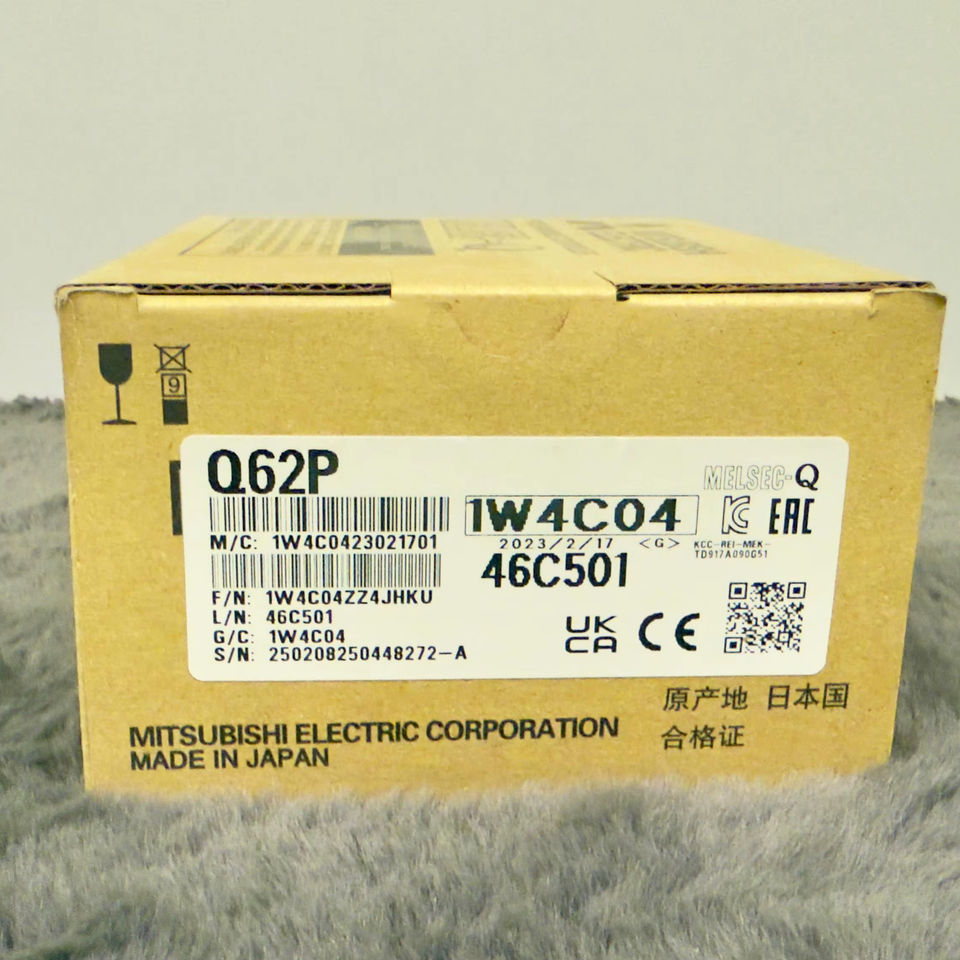 9
Q62P
MELSEC-Q
1W4C04
EAC
M/C: 1W4C0423021701
2023/2/17 <G>
KCC-REI-MEK-
TD917A090G51
46C501
F/N: 1W4C04ZZ4JHKU
L/N: 46C501
G/C: 1W4C04
S/N: 250208250448272-A
UK
CA
CE
原产地 日本国
合格证
MITSUBISHI ELECTRIC CORPORATION
MADE IN JAPAN